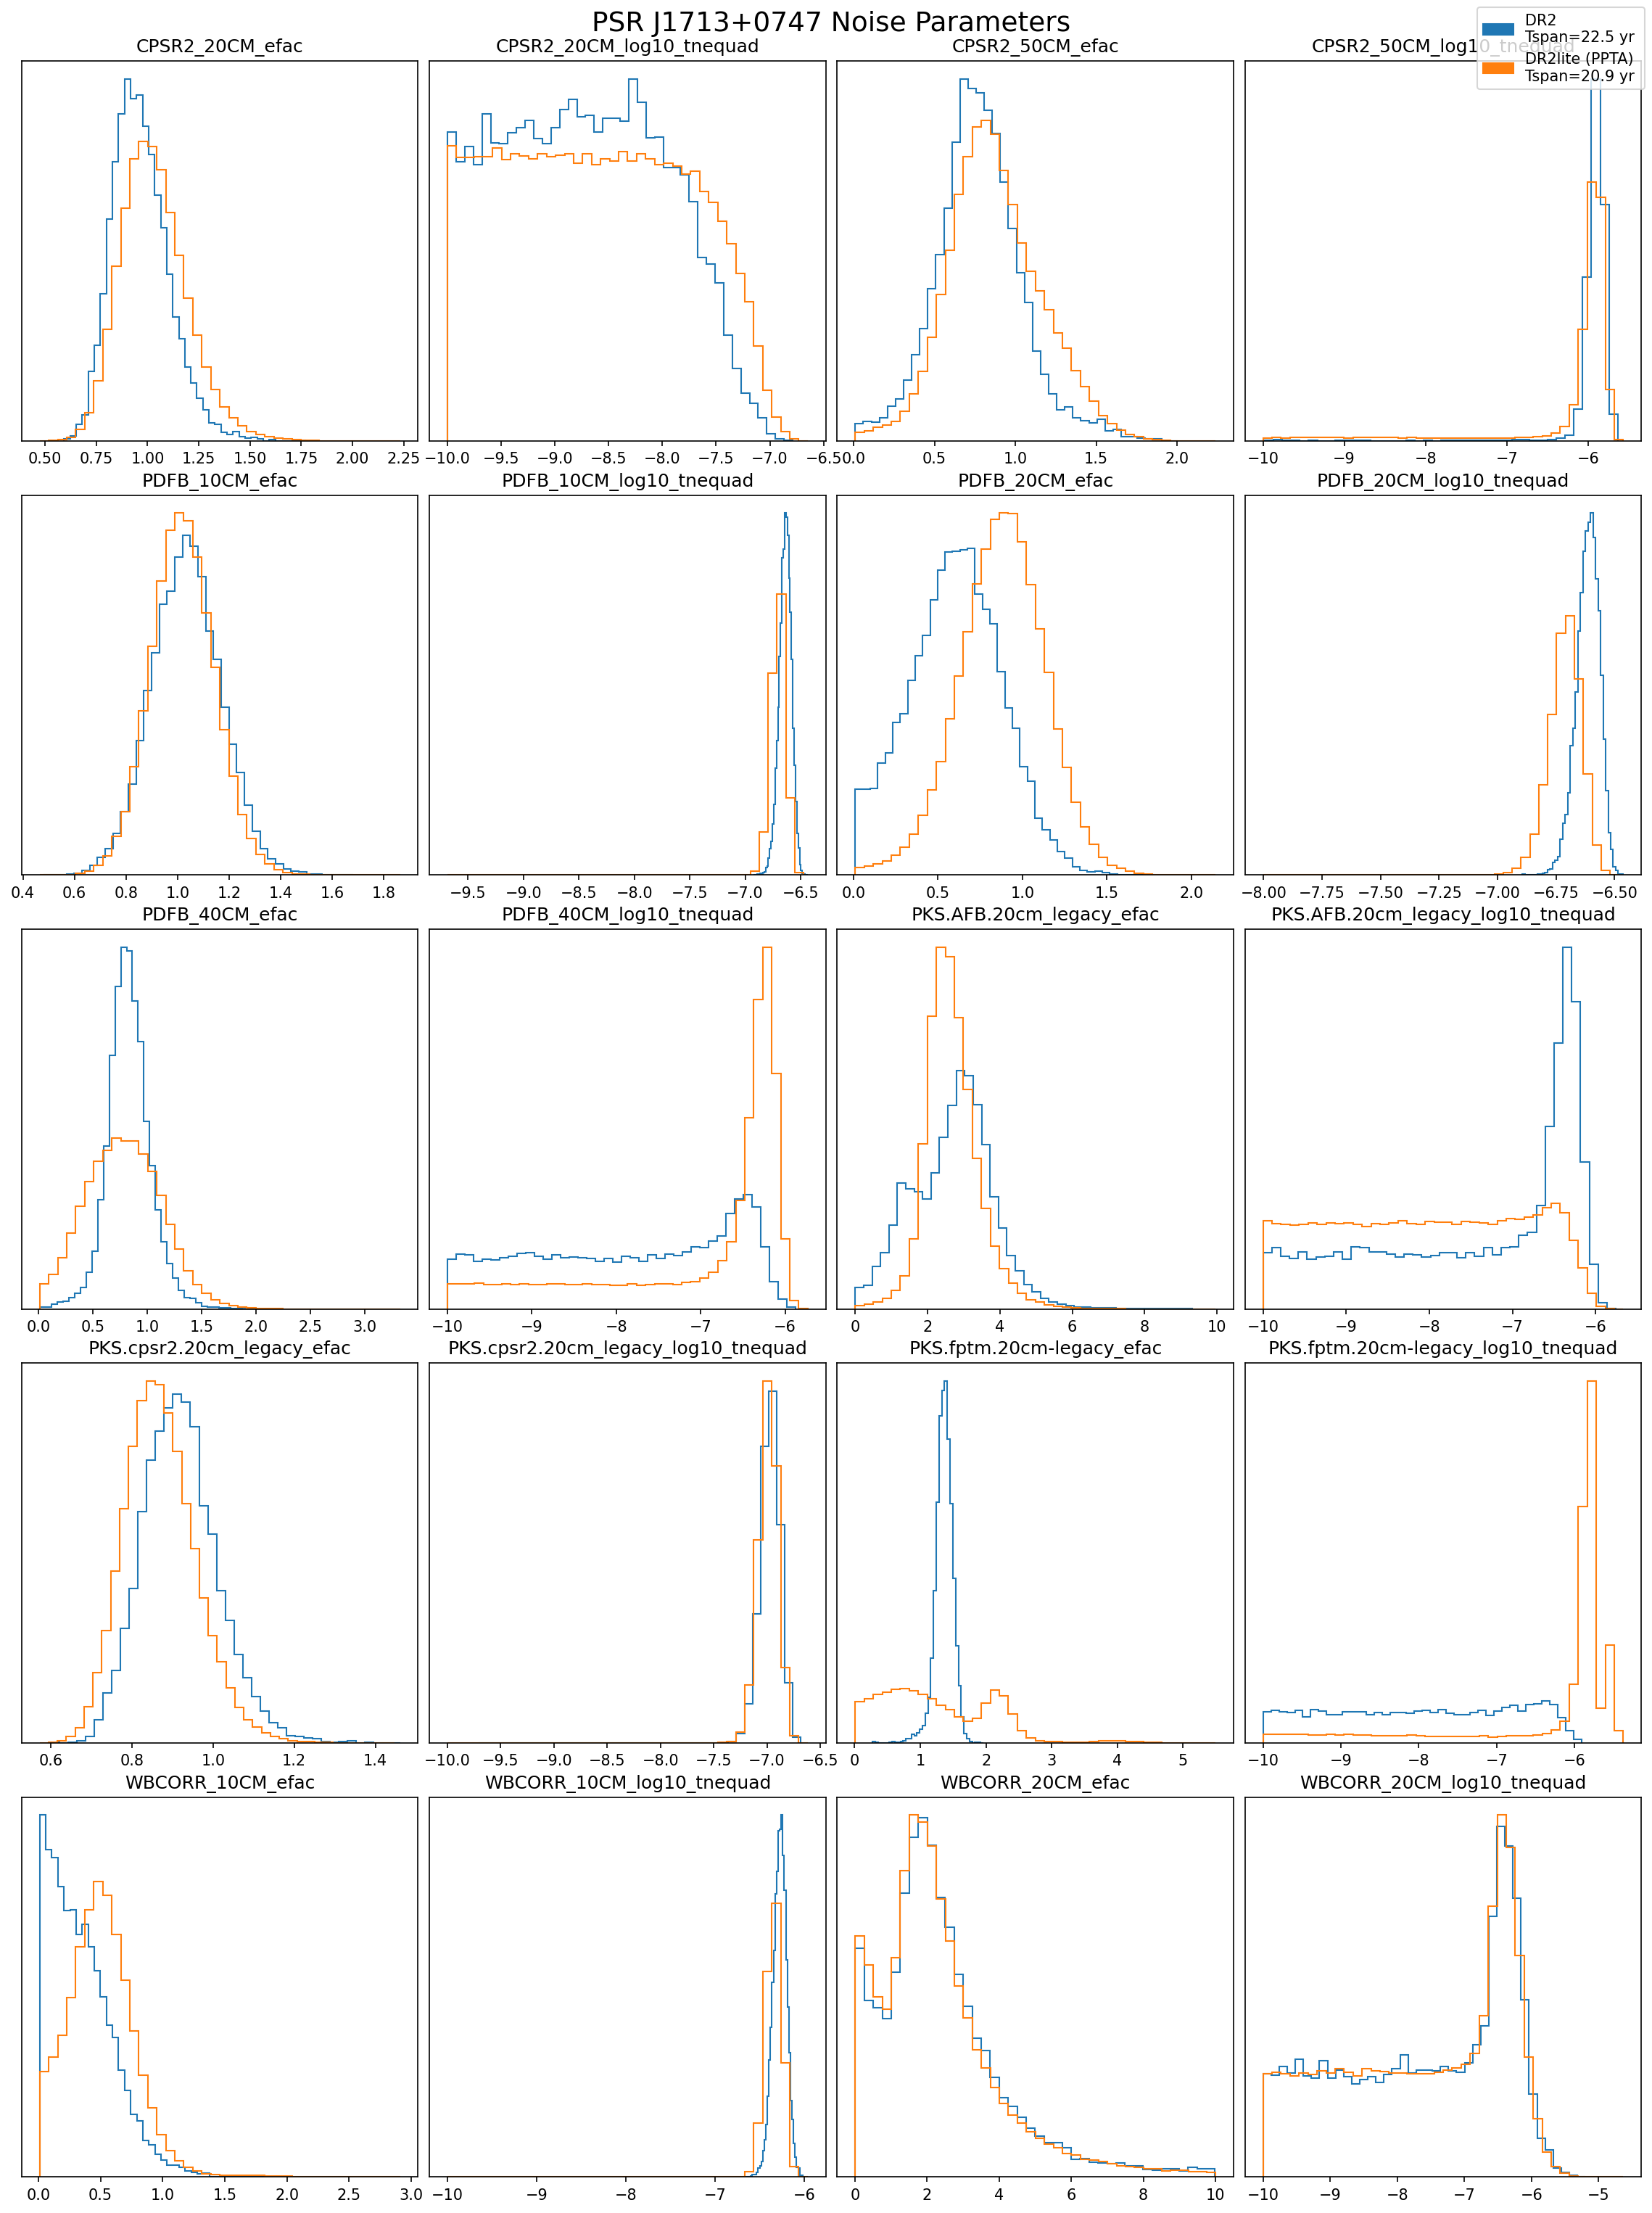 PSR J1713+0747 Noise Parameters
DR2
Tspan=22.5 yr
DR2lite (PPTA)
Tspan=20.9 yr
CPSR2_20CM_efac CPSR2_20CM_log10_tnequad CPSR2_50CM_efac CPSR2_50CM_log10_tnequad
0.50 0.75 1.00 1.25 1.50 1.75 2.00 2.25 −10.0 −9.5 −9.0 −8.5 −8.0 −7.5 −7.0 −6.5 0.0 0.5 1.0 1.5 2.0 −10 −9 −8 −7 −6
PDFB_10CM_efac PDFB_10CM_log10_tnequad PDFB_20CM_efac PDFB_20CM_log10_tnequad
0.4 0.6 0.8 1.0 1.2 1.4 1.6 1.8 −9.5 −9.0 −8.5 −8.0 −7.5 −7.0 −6.5 0.0 0.5 1.0 1.5 2.0 −8.00 −7.75 −7.50 −7.25 −7.00 −6.75 −6.50
PDFB_40CM_efac PDFB_40CM_log10_tnequad PKS.AFB.20cm_legacy_efac PKS.AFB.20cm_legacy_log10_tnequad
0.0 0.5 1.0 1.5 2.0 2.5 3.0 −10 −9 −8 −7 −6 0 2 4 6 8 10 −10 −9 −8 −7 −6
PKS.cpsr2.20cm_legacy_efac PKS.cpsr2.20cm_legacy_log10_tnequad PKS.fptm.20cm-legacy_efac PKS.fptm.20cm-legacy_log10_tnequad
0.6 0.8 1.0 1.2 1.4 −10.0 −9.5 −9.0 −8.5 −8.0 −7.5 −7.0 −6.5 0 1 2 3 4 5 −10 −9 −8 −7 −6
WBCORR_10CM_efac WBCORR_10CM_log10_tnequad WBCORR_20CM_efac WBCORR_20CM_log10_tnequad
0.0 0.5 1.0 1.5 2.0 2.5 3.0 −10 −9 −8 −7 −6 0 2 4 6 8 10 −10 −9 −8 −7 −6 −5